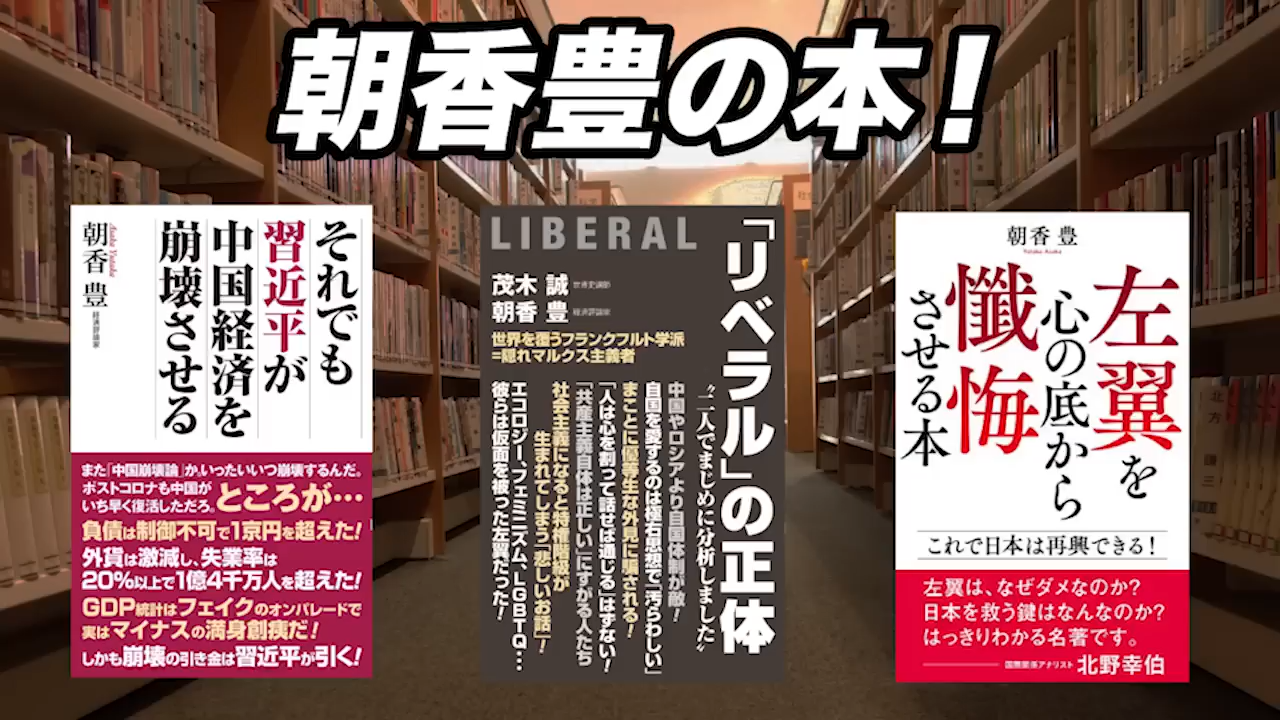 朝香豊の本！
それでも
習近平が
中国経済を
崩壊させる
朝香 豊
Asaka Yutaka
経済評論家
また「中国崩壊論」か。いったいいつ崩壊するんだ。
ポストコロナも中国が
いち早く復活しただろ。ところが…
負債は制御不可で1京円を超えた！
外貨は激減し、失業率は
20%以上で1億4千万人を超えた！
GDP統計はフェイクのオンパレードで
実はマイナスの満身創痍だ！
しかも崩壊の引き金は習近平が引く！
LIBERAL
「リベラル」の正体
茂木 誠 世界史講師
朝香 豊 経済評論家
世界を覆うフランクフルト学派
=隠れマルクス主義者
"二人でまじめに分析しました"
中国やロシアより自国体制が敵！
自国を愛するのは極右思想で「汚らわしい」
まことに優等生な外見に騙される！
「人は心を割って話せば通じる」はずない！
「共産主義自体は正しい」にすがる人たち
社会主義になると特権階級が
生まれてしまう「悲しいお話」！
エコロジー、フェミニズム、LGBTQ…
彼らは仮面を被った左翼だった！
朝香 豊
Yutaka Asaka
左翼を
心の底から
懺悔
させる本
これで日本は再興できる！
左翼は、なぜダメなのか？
日本を救う鍵はなんなのか？
はっきりわかる名著です。
国際関係アナリスト 北野幸伯